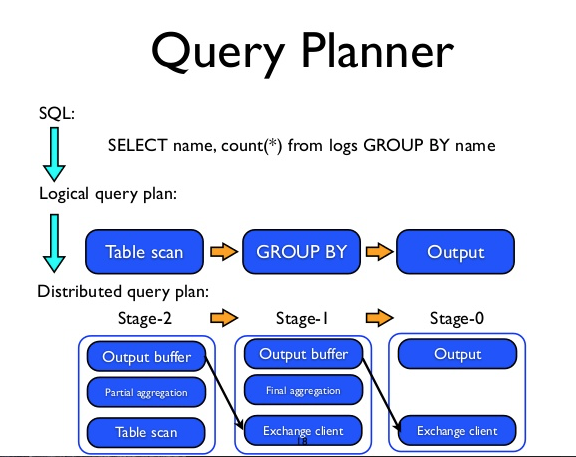 Query Planner
SQL:
SELECT name, count(*) from logs GROUP BY name
Logical query plan:
Table scan
GROUP BY
Output
Distributed query plan:
Stage-2
Stage-1
Stage-0
Output buffer
Partial aggregation
Table scan
Output buffer
Final aggregation
Exchange client
Output
Exchange client